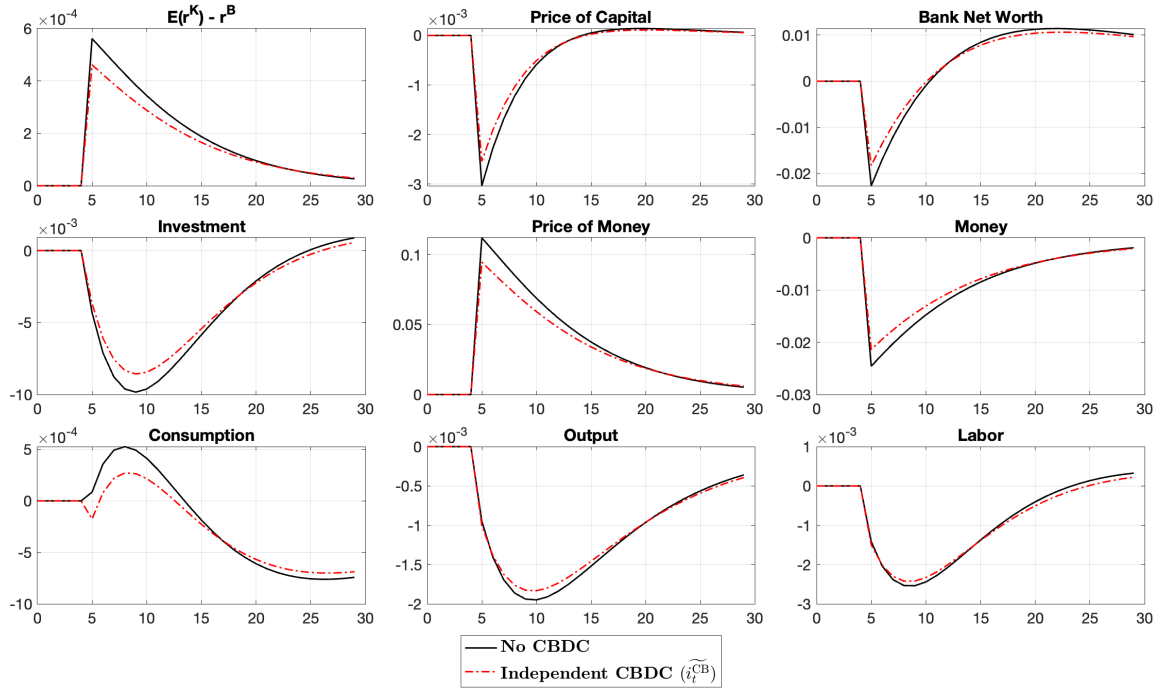 E(r^K) - r^B
Price of Capital
Bank Net Worth
×10^-4
6
4
2
0
0 5 10 15 20 25 30
×10^-3
0
-1
-2
-3
0 5 10 15 20 25 30
0.01
0
-0.01
-0.02
0 5 10 15 20 25 30
Investment
Price of Money
Money
×10^-3
0
-5
-10
0 5 10 15 20 25 30
0.1
0.05
0
0 5 10 15 20 25 30
0
-0.01
-0.02
-0.03
0 5 10 15 20 25 30
Consumption
Output
Labor
×10^-4
5
0
-5
-10
0 5 10 15 20 25 30
×10^-3
0
-0.5
-1
-1.5
-2
0 5 10 15 20 25 30
×10^-3
1
0
-1
-2
-3
0 5 10 15 20 25 30
No CBDC
Independent CBDC (\widetilde{i_t^{CB}})